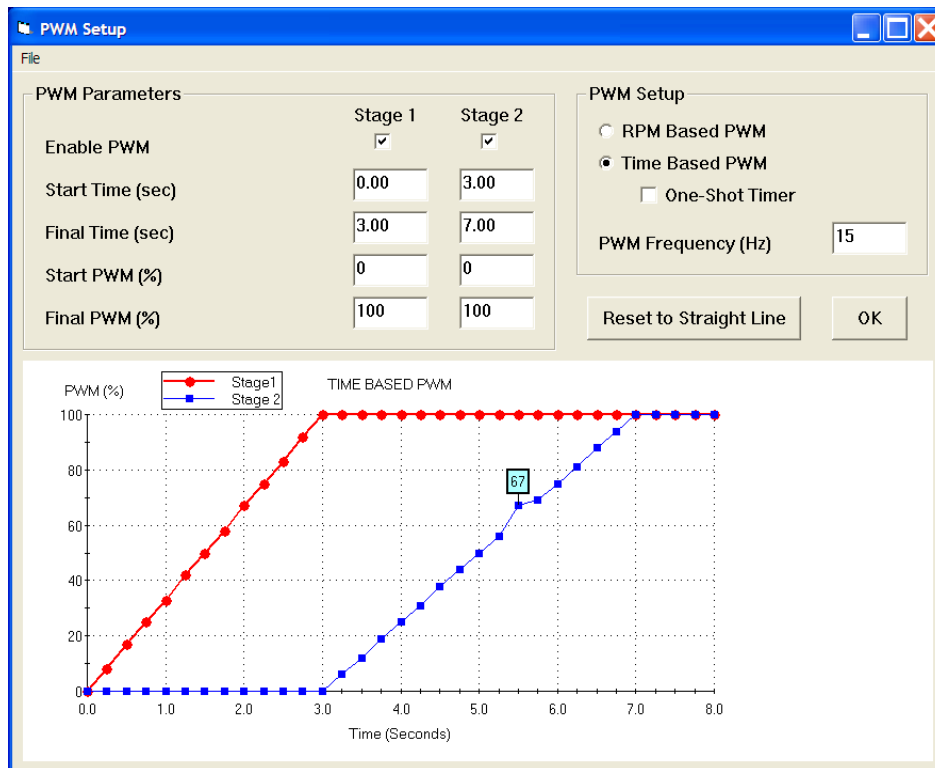 PWM Setup
File
PWM Parameters
Stage 1 Stage 2
Enable PWM
Start Time (sec) 0.00 3.00
Final Time (sec) 3.00 7.00
Start PWM (%) 0 0
Final PWM (%) 100 100
PWM Setup
RPM Based PWM
Time Based PWM
One-Shot Timer
PWM Frequency (Hz) 15
Reset to Straight Line OK
PWM (%)
Stage1
Stage 2
TIME BASED PWM
100
80
67
60
40
20
0
0.0 1.0 2.0 3.0 4.0 5.0 6.0 7.0 8.0
Time (Seconds)